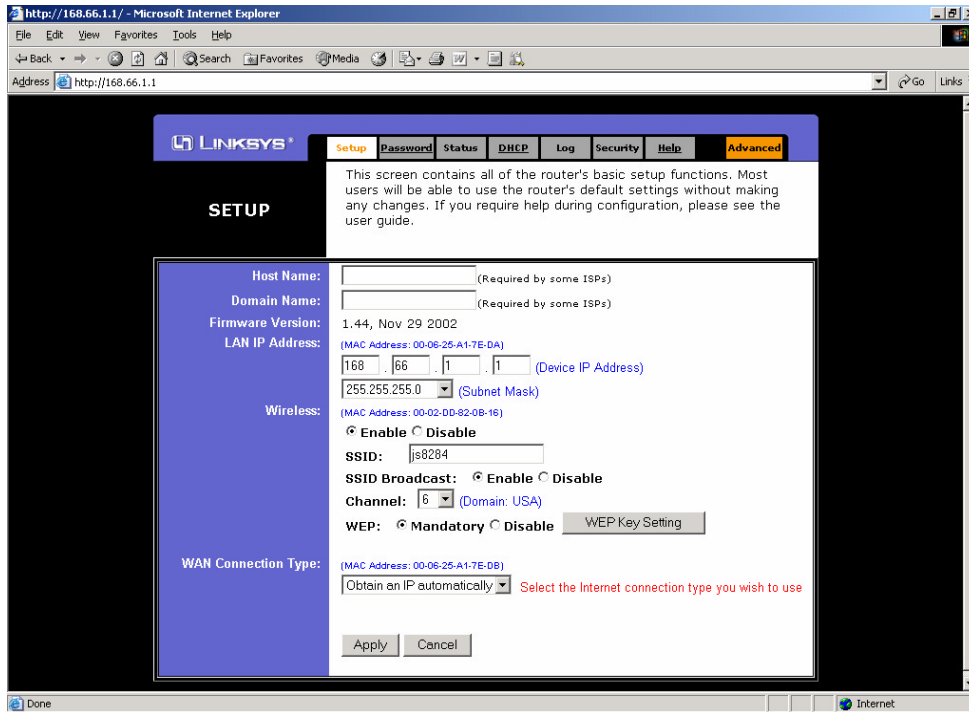 http://168.66.1.1/ - Microsoft Internet Explorer
File Edit View Favorites Tools Help
Back Search Favorites Media
Address http://168.66.1.1 Go Links
LINKSYS®
Setup Password Status DHCP Log Security Help Advanced
SETUP
This screen contains all of the router's basic setup functions. Most
users will be able to use the router's default settings without making
any changes. If you require help during configuration, please see the
user guide.
Host Name: (Required by some ISPs)
Domain Name: (Required by some ISPs)
Firmware Version: 1.44, Nov 29 2002
LAN IP Address: (MAC Address: 00-06-25-A1-7E-DA)
168 . 66 . 1 . 1 (Device IP Address)
255.255.255.0 (Subnet Mask)
Wireless: (MAC Address: 00-02-DD-82-0B-16)
Enable Disable
SSID: js8284
SSID Broadcast: Enable Disable
Channel: 6 (Domain: USA)
WEP: Mandatory Disable WEP Key Setting
WAN Connection Type: (MAC Address: 00-06-25-A1-7E-DB)
Obtain an IP automatically Select the Internet connection type you wish to use
Apply Cancel
Done Internet